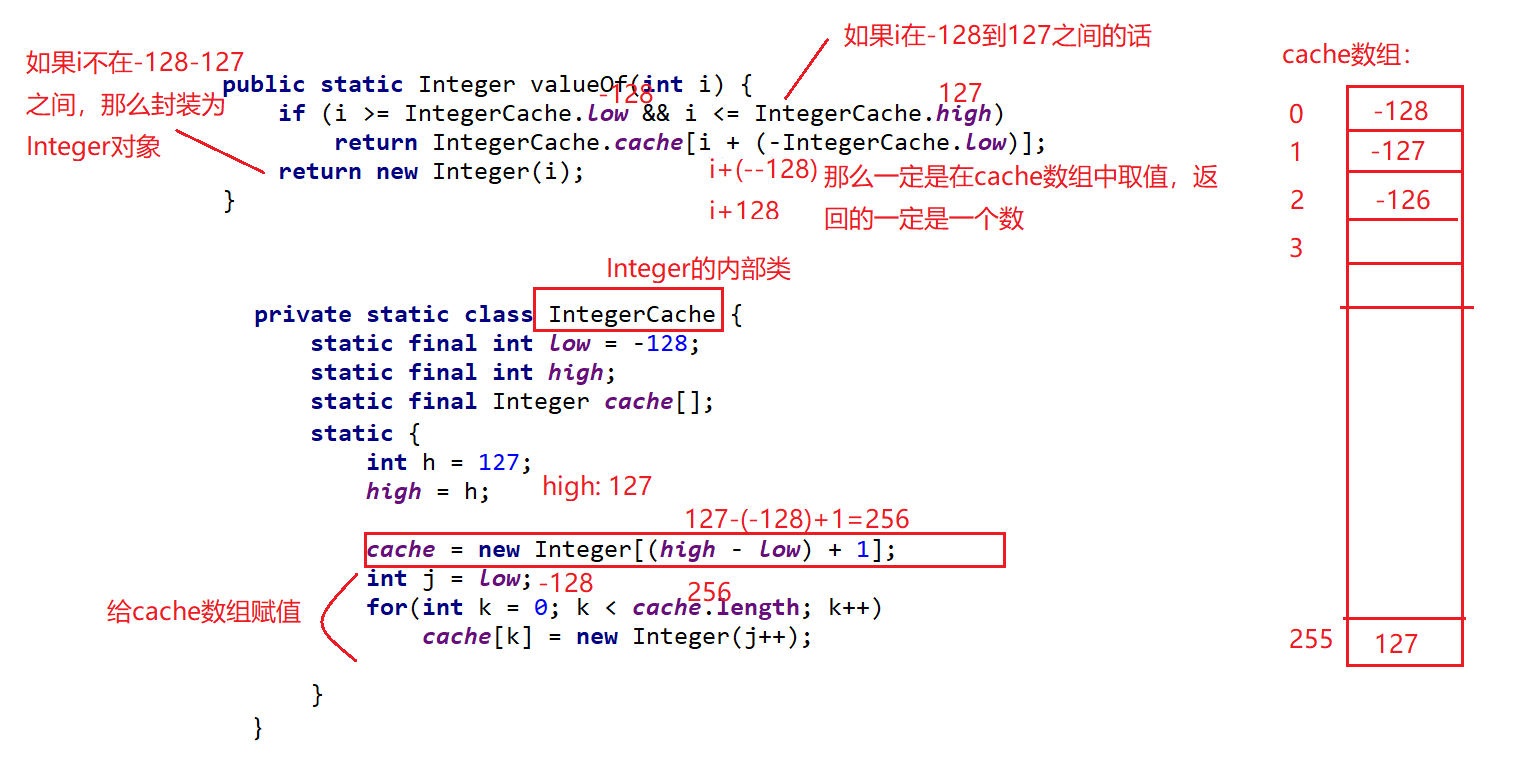 如果i不在-128-127
之间，那么封装为
Integer对象
如果i在-128到127之间的话
public static Integer valueOf(int i) {
-128
127
if (i >= IntegerCache.low && i <= IntegerCache.high)
return IntegerCache.cache[i + (-IntegerCache.low)];
return new Integer(i);
}
i+(--128)
i+128
那么一定是在cache数组中取值，返
回的一定是一个数
Integer的内部类
private static class IntegerCache {
static final int low = -128;
static final int high;
static final Integer cache[];
static {
int h = 127;
high = h;
high: 127
127-(-128)+1=256
cache = new Integer[(high - low) + 1];
int j = low;
-128
256
for(int k = 0; k < cache.length; k++)
cache[k] = new Integer(j++);
给cache数组赋值
}
}
cache数组：
0 -128
1 -127
2 -126
3
255 127